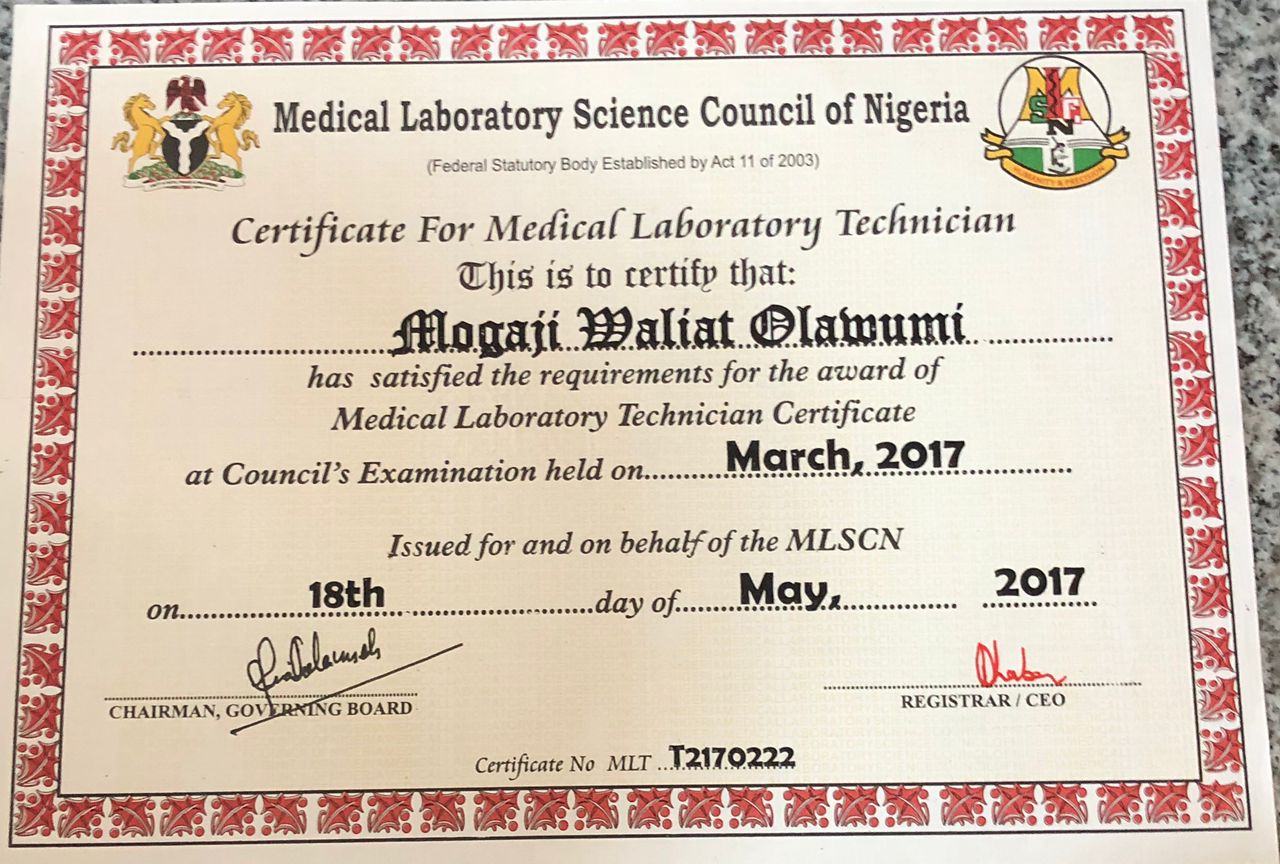 Medical Laboratory Science Council of Nigeria
(Federal Statutory Body Established by Act 11 of 2003)
MLSCN
HUMANITY & PRECISION
Certificate For Medical Laboratory Technician
This is to certify that:
Mogaji Waliat Olawumi
has satisfied the requirements for the award of
Medical Laboratory Technician Certificate
at Council's Examination held on.........March, 2017............
Issued for and on behalf of the MLSCN
on..............18th.......................day of........May,............. 2017
CHAIRMAN, GOVERNING BOARD
REGISTRAR / CEO
Certificate No MLT ...T2170222